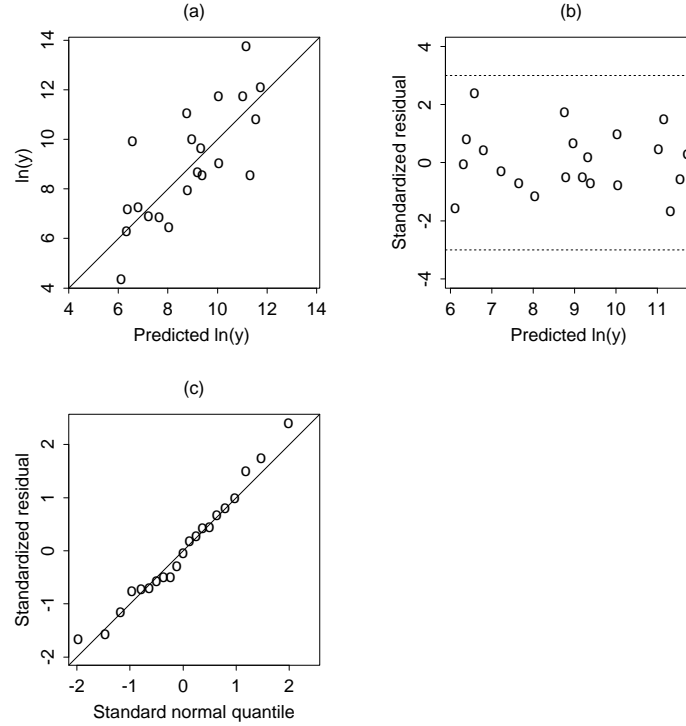 (a)
14
12
10
8
6
4
ln(y)
4 6 8 10 12 14
Predicted ln(y)
(b)
4
2
0
-2
-4
Standardized residual
6 7 8 9 10 11
Predicted ln(y)
(c)
2
1
0
-1
-2
Standardized residual
-2 -1 0 1 2
Standard normal quantile